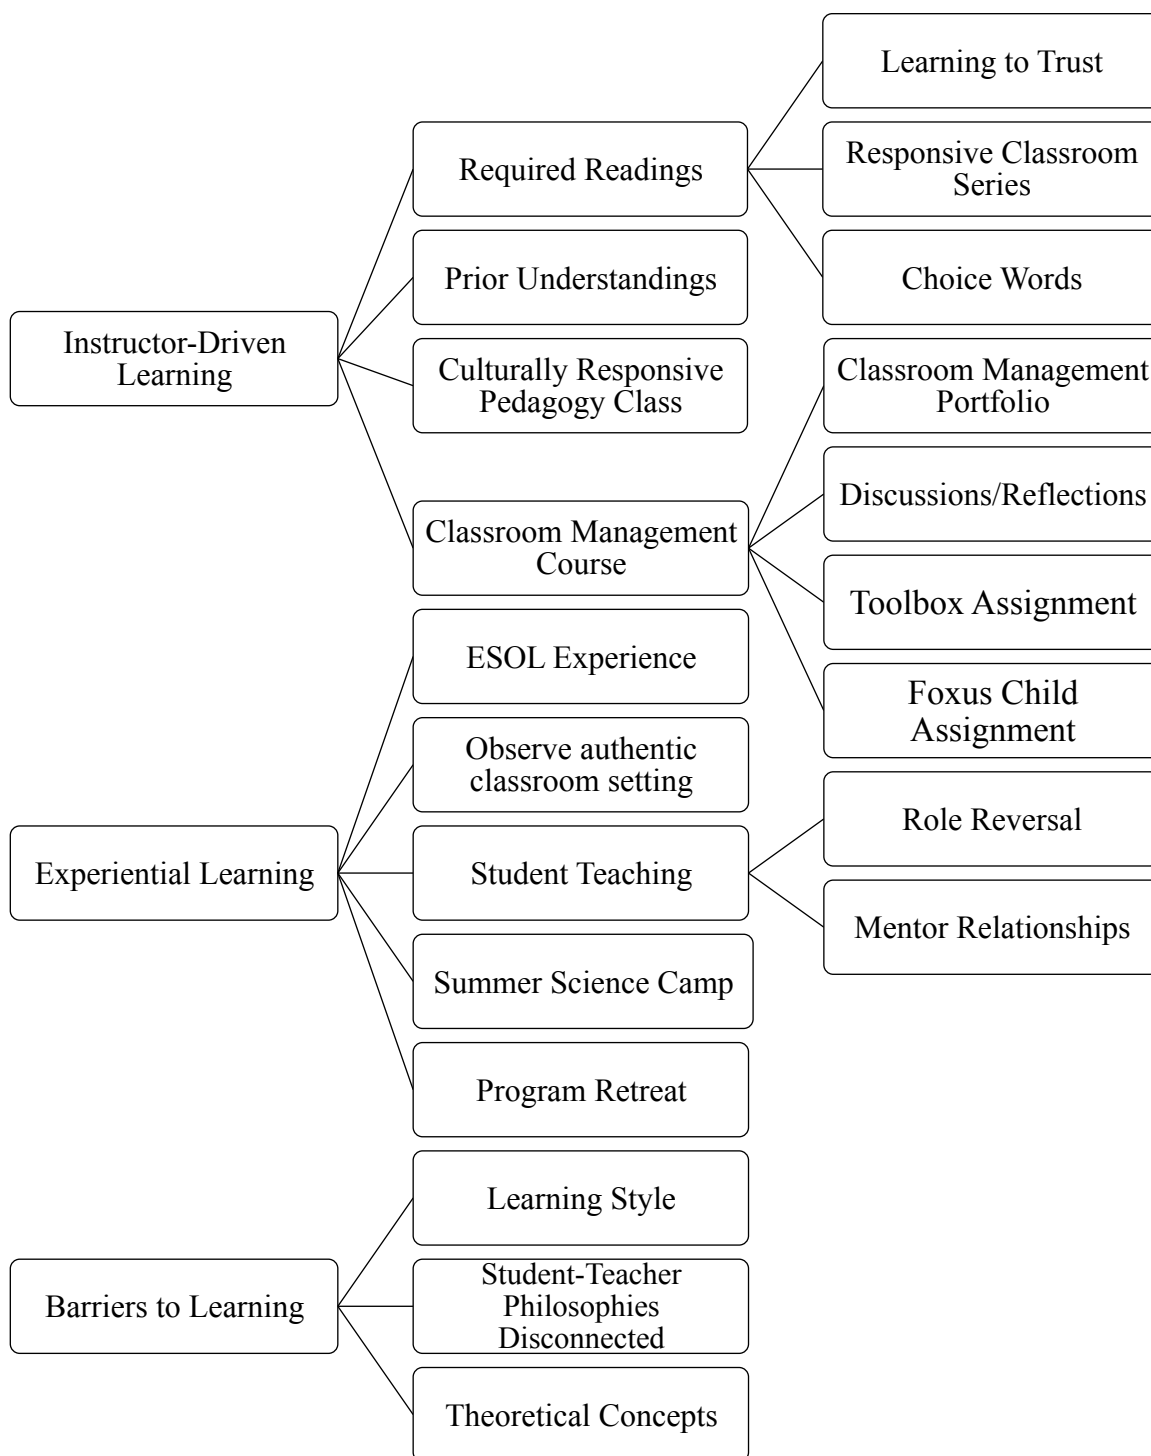 Instructor-Driven
Learning
Required Readings
Learning to Trust
Responsive Classroom
Series
Choice Words
Prior Understandings
Culturally Responsive
Pedagogy Class
Classroom Management
Course
Classroom Management
Portfolio
Discussions/Reflections
Toolbox Assignment
Foxus Child
Assignment
Experiential Learning
ESOL Experience
Observe authentic
classroom setting
Student Teaching
Role Reversal
Mentor Relationships
Summer Science Camp
Program Retreat
Barriers to Learning
Learning Style
Student-Teacher
Philosophies
Disconnected
Theoretical Concepts